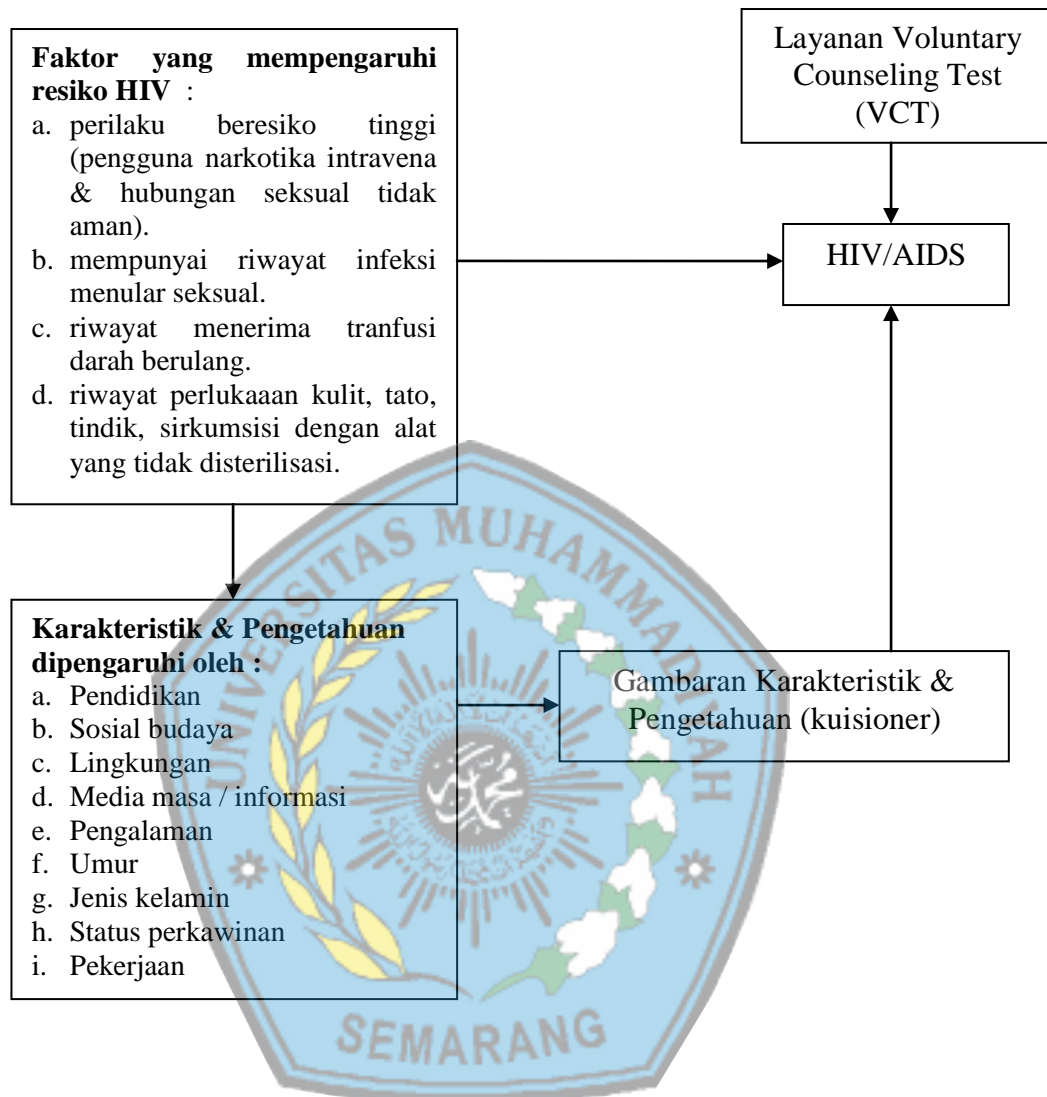 Faktor yang mempengaruhi
resiko HIV :
a. perilaku beresiko tinggi
(pengguna narkotika intravena
& hubungan seksual tidak
aman).
b. mempunyai riwayat infeksi
menular seksual.
c. riwayat menerima tranfusi
darah berulang.
d. riwayat perlukaaan kulit, tato,
tindik, sirkumsisi dengan alat
yang tidak disterilisasi.
Layanan Voluntary
Counseling Test
(VCT)
HIV/AIDS
Karakteristik & Pengetahuan
dipengaruhi oleh :
a. Pendidikan
b. Sosial budaya
c. Lingkungan
d. Media masa / informasi
e. Pengalaman
f. Umur
g. Jenis kelamin
h. Status perkawinan
i. Pekerjaan
Gambaran Karakteristik &
Pengetahuan (kuisioner)
UNIVERSITAS MUHAMMADIYAH
SEMARANG